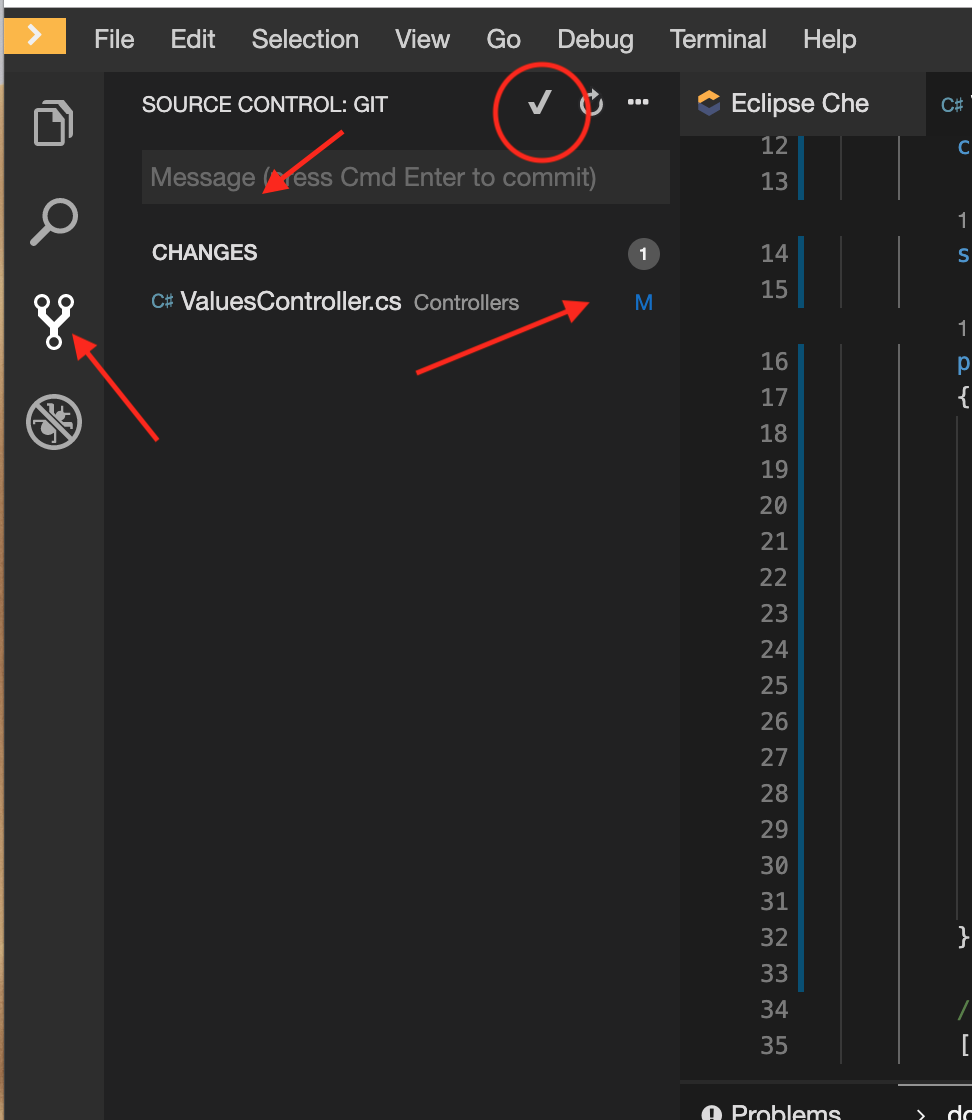 File Edit Selection View Go Debug Terminal Help
SOURCE CONTROL: GIT
Eclipse Che
C#
Message (press Cmd Enter to commit)
CHANGES 1
C# ValuesController.cs Controllers M
12 c
13
1
14 s
15
1
16 p
17 {
18
19
20
21
22
23
24
25
26
27
28
29
30
31
32 }
33
34 /
35 [
Problems